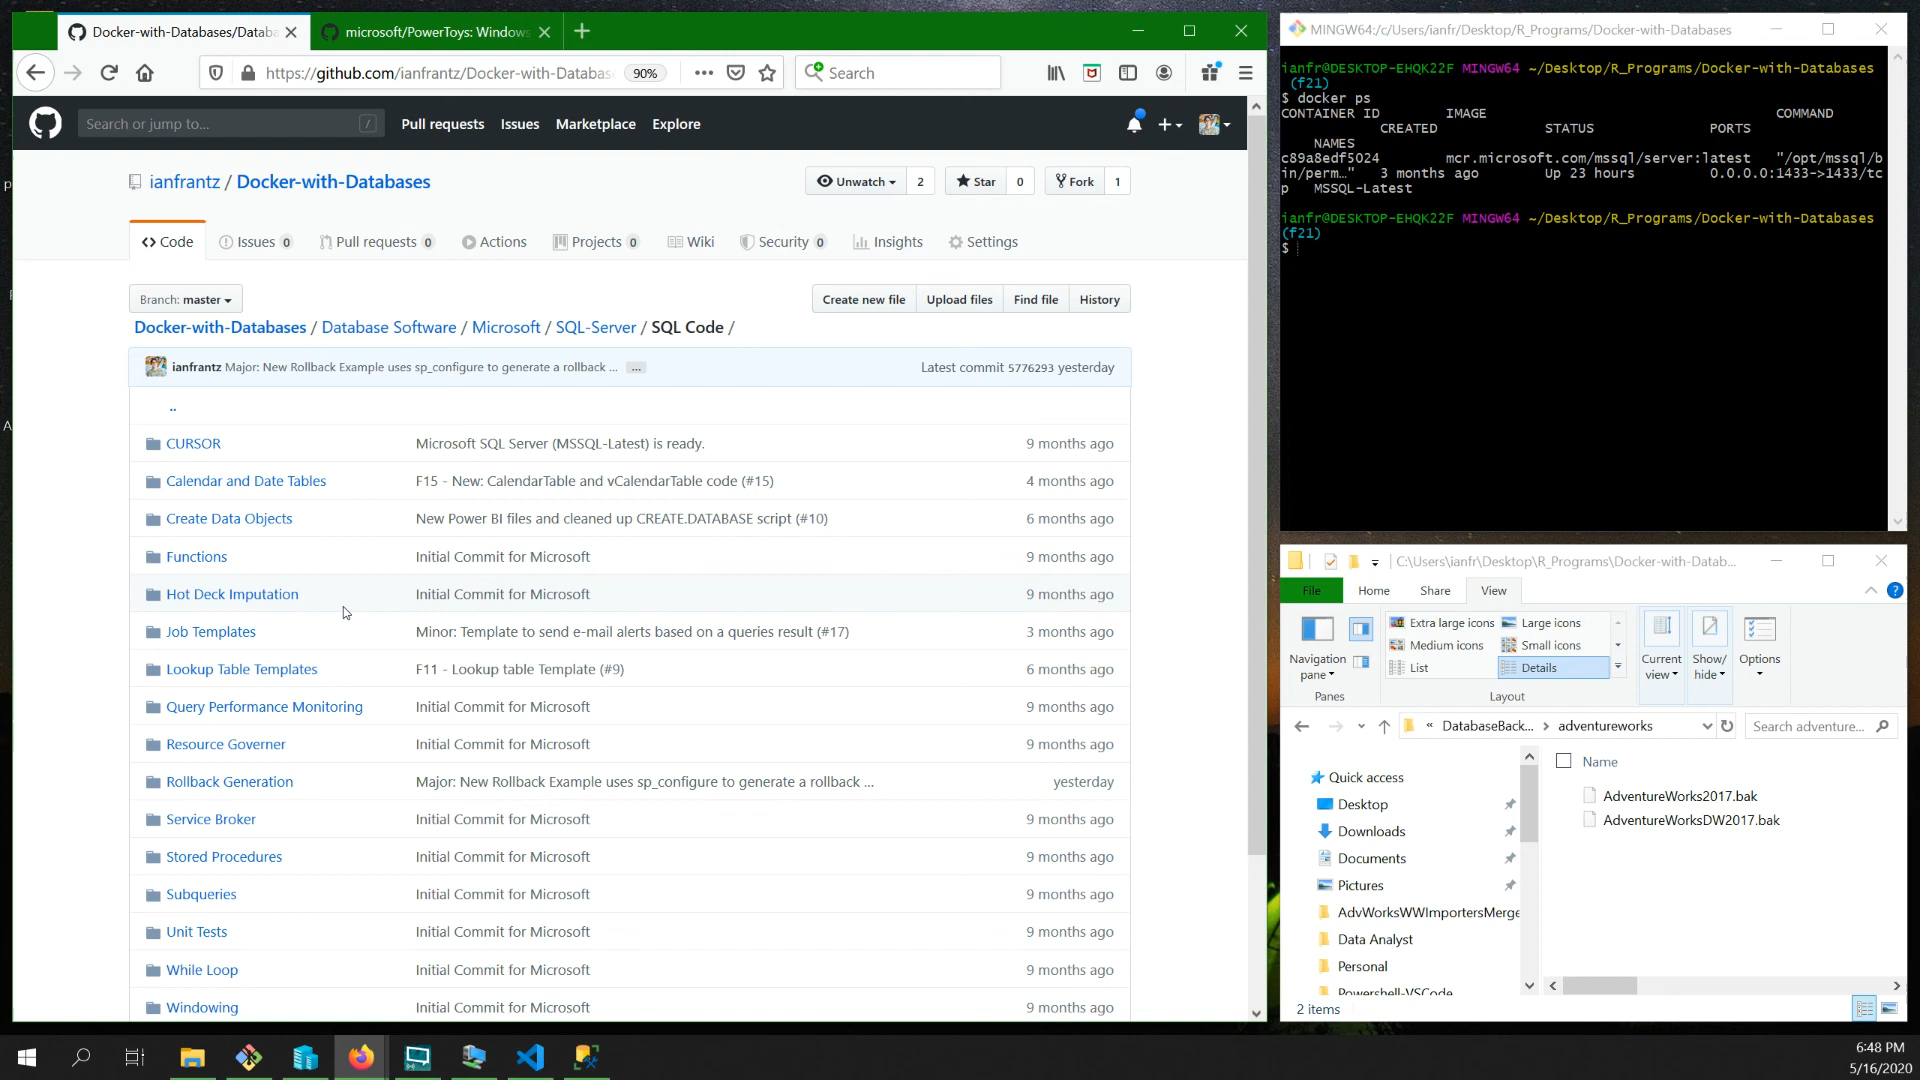 Docker-with-Databases/Databa
microsoft/PowerToys: Windows
https://github.com/ianfrantz/Docker-with-Databas
90%
Search
Search or jump to...
/
Pull requests
Issues
Marketplace
Explore
ianfrantz / Docker-with-Databases
Unwatch
2
Star
0
Fork
1
Code
Issues 0
Pull requests 0
Actions
Projects 0
Wiki
Security 0
Insights
Settings
Branch: master
Create new file
Upload files
Find file
History
Docker-with-Databases / Database Software / Microsoft / SQL-Server / SQL Code /
ianfrantz Major: New Rollback Example uses sp_configure to generate a rollback ...
...
Latest commit 5776293 yesterday
..
CURSOR
Microsoft SQL Server (MSSQL-Latest) is ready.
9 months ago
Calendar and Date Tables
F15 - New: CalendarTable and vCalendarTable code (#15)
4 months ago
Create Data Objects
New Power BI files and cleaned up CREATE.DATABASE script (#10)
6 months ago
Functions
Initial Commit for Microsoft
9 months ago
Hot Deck Imputation
Initial Commit for Microsoft
9 months ago
Job Templates
Minor: Template to send e-mail alerts based on a queries result (#17)
3 months ago
Lookup Table Templates
F11 - Lookup table Template (#9)
6 months ago
Query Performance Monitoring
Initial Commit for Microsoft
9 months ago
Resource Governer
Initial Commit for Microsoft
9 months ago
Rollback Generation
Major: New Rollback Example uses sp_configure to generate a rollback ...
yesterday
Service Broker
Initial Commit for Microsoft
9 months ago
Stored Procedures
Initial Commit for Microsoft
9 months ago
Subqueries
Initial Commit for Microsoft
9 months ago
Unit Tests
Initial Commit for Microsoft
9 months ago
While Loop
Initial Commit for Microsoft
9 months ago
Windowing
Initial Commit for Microsoft
9 months ago
MINGW64:/c/Users/ianfr/Desktop/R_Programs/Docker-with-Databases
ianfr@DESKTOP-EHQK22F MINGW64 ~/Desktop/R_Programs/Docker-with-Databases
(f21)
$ docker ps
CONTAINER ID IMAGE COMMAND
CREATED STATUS PORTS
NAMES
c89a8edf5024 mcr.microsoft.com/mssql/server:latest "/opt/mssql/b
in/perm…" 3 months ago Up 23 hours 0.0.0.0:1433->1433/tc
p MSSQL-Latest
ianfr@DESKTOP-EHQK22F MINGW64 ~/Desktop/R_Programs/Docker-with-Databases
(f21)
$
C:\Users\ianfr\Desktop\R_Programs\Docker-with-Datab...
File
Home
Share
View
Navigation
pane
Panes
Extra large icons
Large icons
Medium icons
Small icons
List
Details
Layout
Current
view
Show/
hide
Options
« DatabaseBack... > adventureworks
Search adventure...
Quick access
Desktop
Downloads
Documents
Pictures
AdvWorksWWImportersMerge
Data Analyst
Personal
Powershell-VSCode
Name
AdventureWorks2017.bak
AdventureWorksDW2017.bak
2 items
6:48 PM
5/16/2020